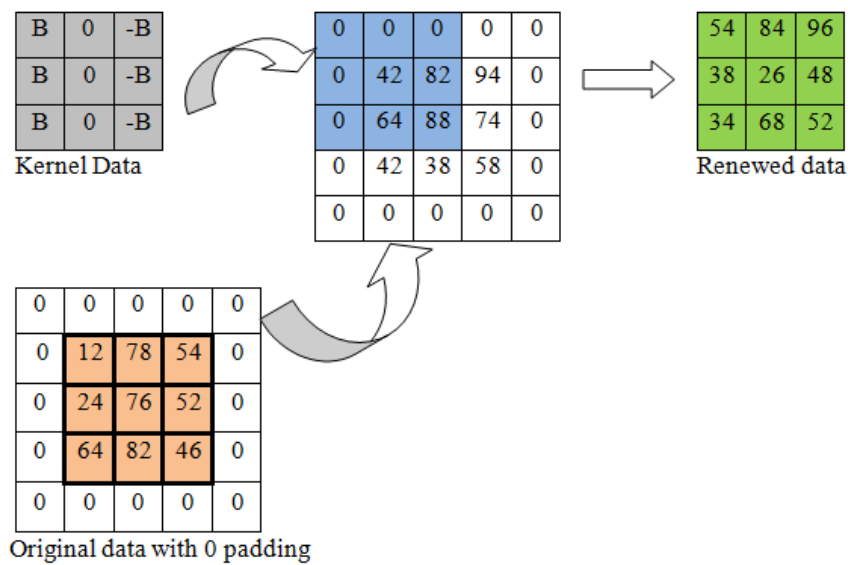 B 0 -B
B 0 -B
B 0 -B
Kernel Data
0 0 0 0 0
0 42 82 94 0
0 64 88 74 0
0 42 38 58 0
0 0 0 0 0
54 84 96
38 26 48
34 68 52
Renewed data
0 0 0 0 0
0 12 78 54 0
0 24 76 52 0
0 64 82 46 0
0 0 0 0 0
Original data with 0 padding